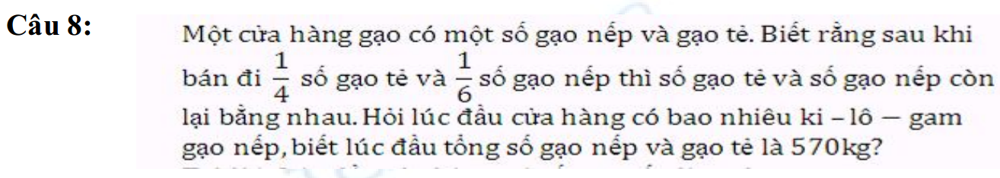 Câu 8:
Một cửa hàng gạo có một số gạo nếp và gạo tẻ. Biết rằng sau khi
bán đi 1/4 số gạo tẻ và 1/6 số gạo nếp thì số gạo tẻ và số gạo nếp còn
lại bằng nhau. Hỏi lúc đầu cửa hàng có bao nhiêu ki – lô – gam
gạo nếp, biết lúc đầu tổng số gạo nếp và gạo tẻ là 570kg?